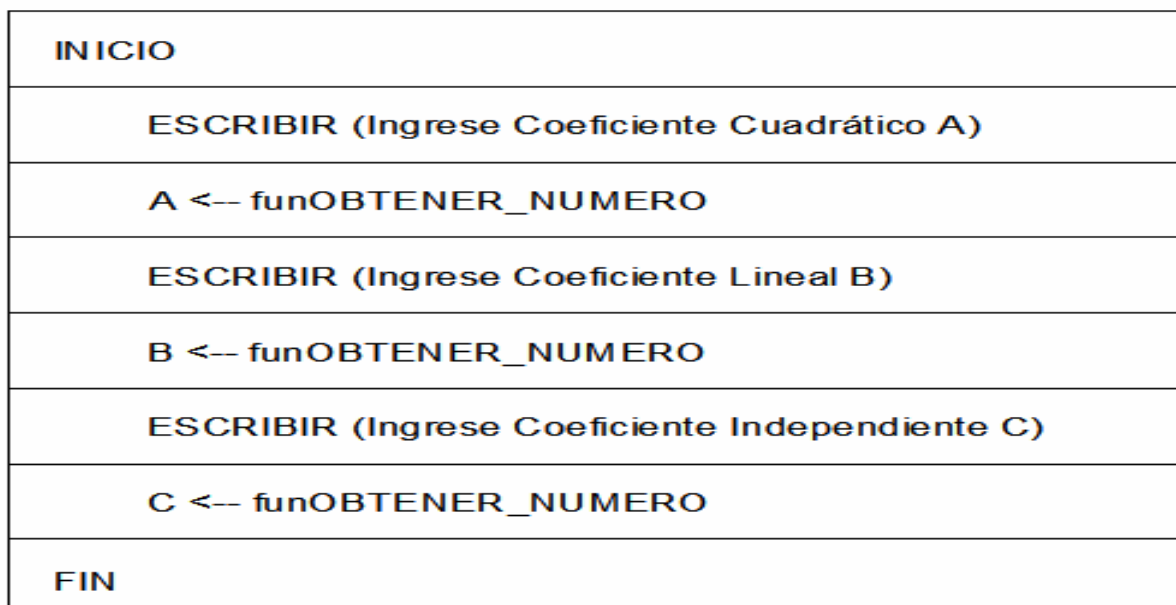 INICIO
ESCRIBIR (Ingrese Coeficiente Cuadrático A)
A <-- funOBTENER_NUMERO
ESCRIBIR (Ingrese Coeficiente Lineal B)
B <-- funOBTENER_NUMERO
ESCRIBIR (Ingrese Coeficiente Independiente C)
C <-- funOBTENER_NUMERO
FIN